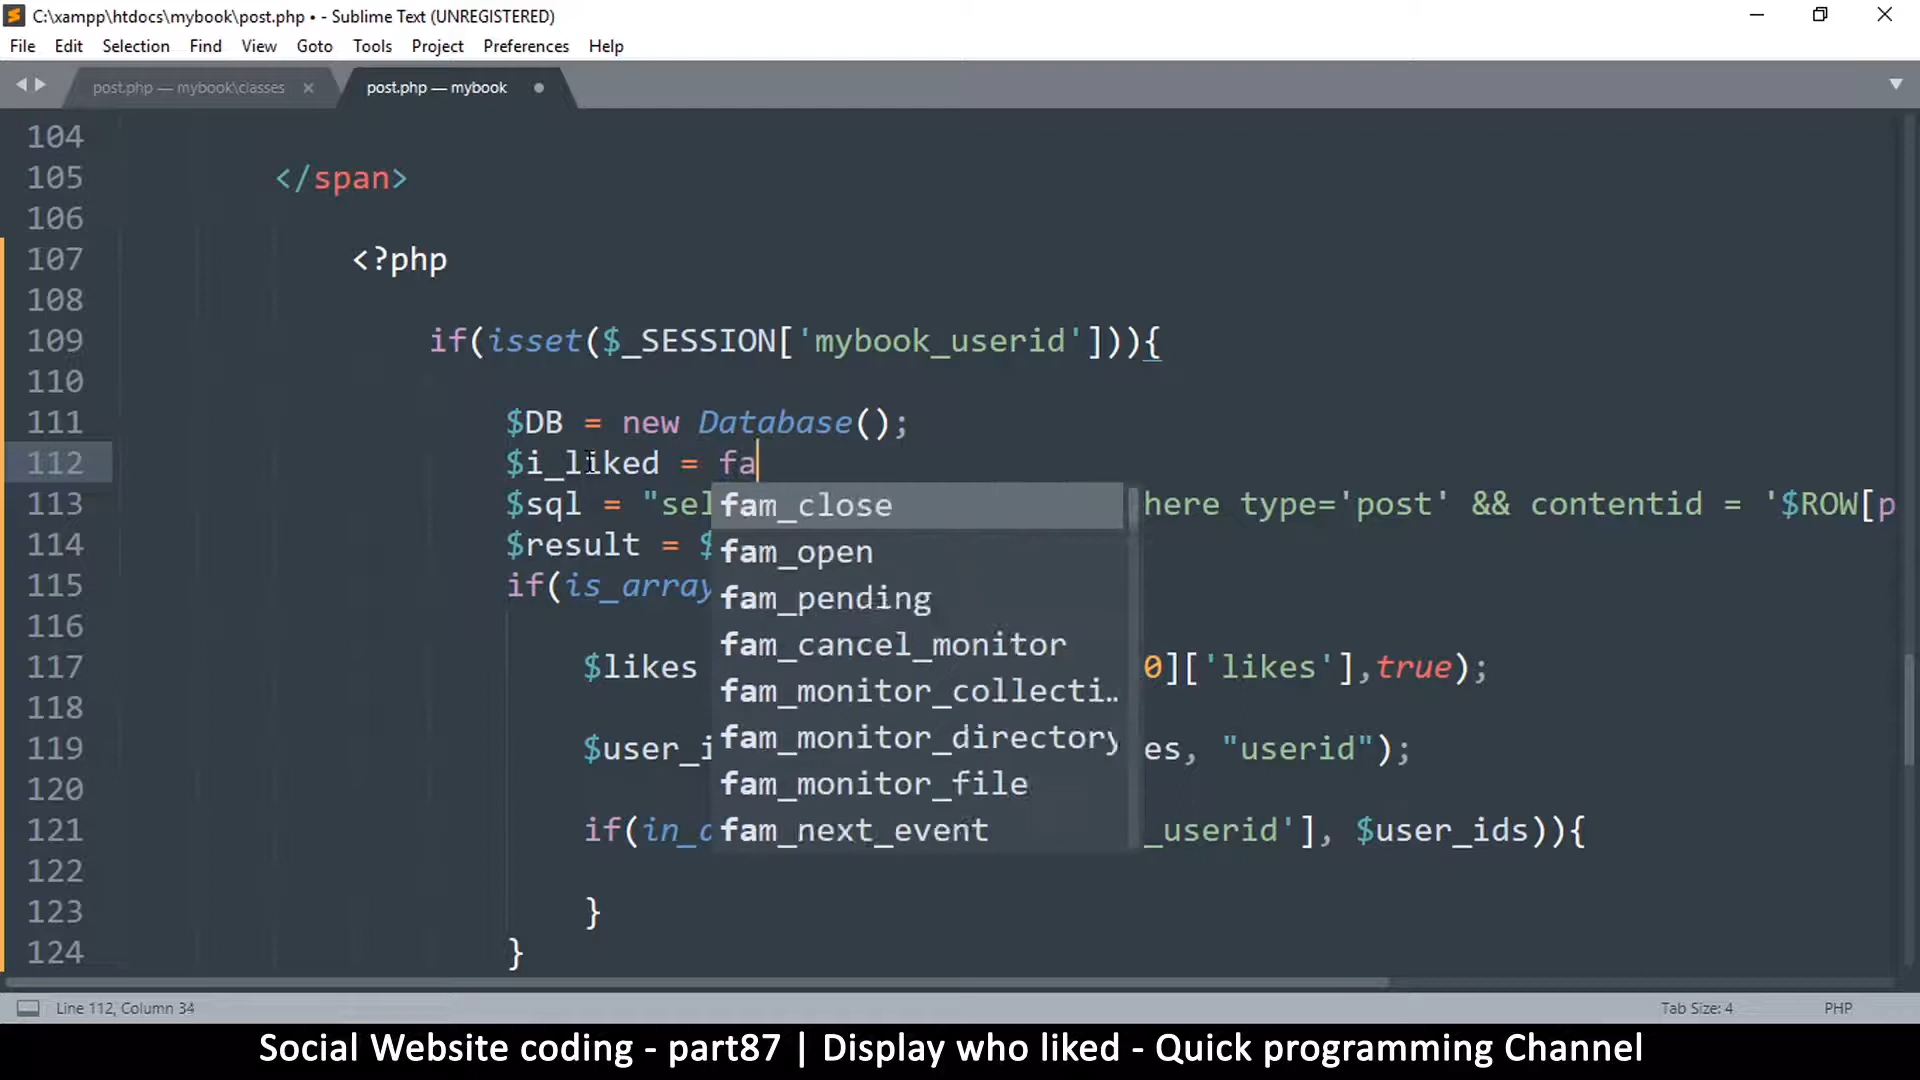 C:\xampp\htdocs\mybook\post.php • - Sublime Text (UNREGISTERED)
File Edit Selection Find View Goto Tools Project Preferences Help
post.php — mybook\classes × post.php — mybook
104
105 </span>
106
107 <?php
108
109 if(isset($_SESSION['mybook_userid'])){
110
111 $DB = new Database();
112 $i_liked = fa
113 $sql = "sel fam_close here type='post' && contentid = '$ROW[p
114 $result = $ fam_open
115 if(is_array fam_pending
116 fam_cancel_monitor
117 $likes fam_monitor_collecti… 0]['likes'],true);
118 fam_monitor_directory
119 $user_i es, "userid");
120 fam_monitor_file
121 if(in_a fam_next_event _userid'], $user_ids)){
122
123 }
124 }
Line 112, Column 34 Tab Size: 4 PHP
Social Website coding - part87 | Display who liked - Quick programming Channel